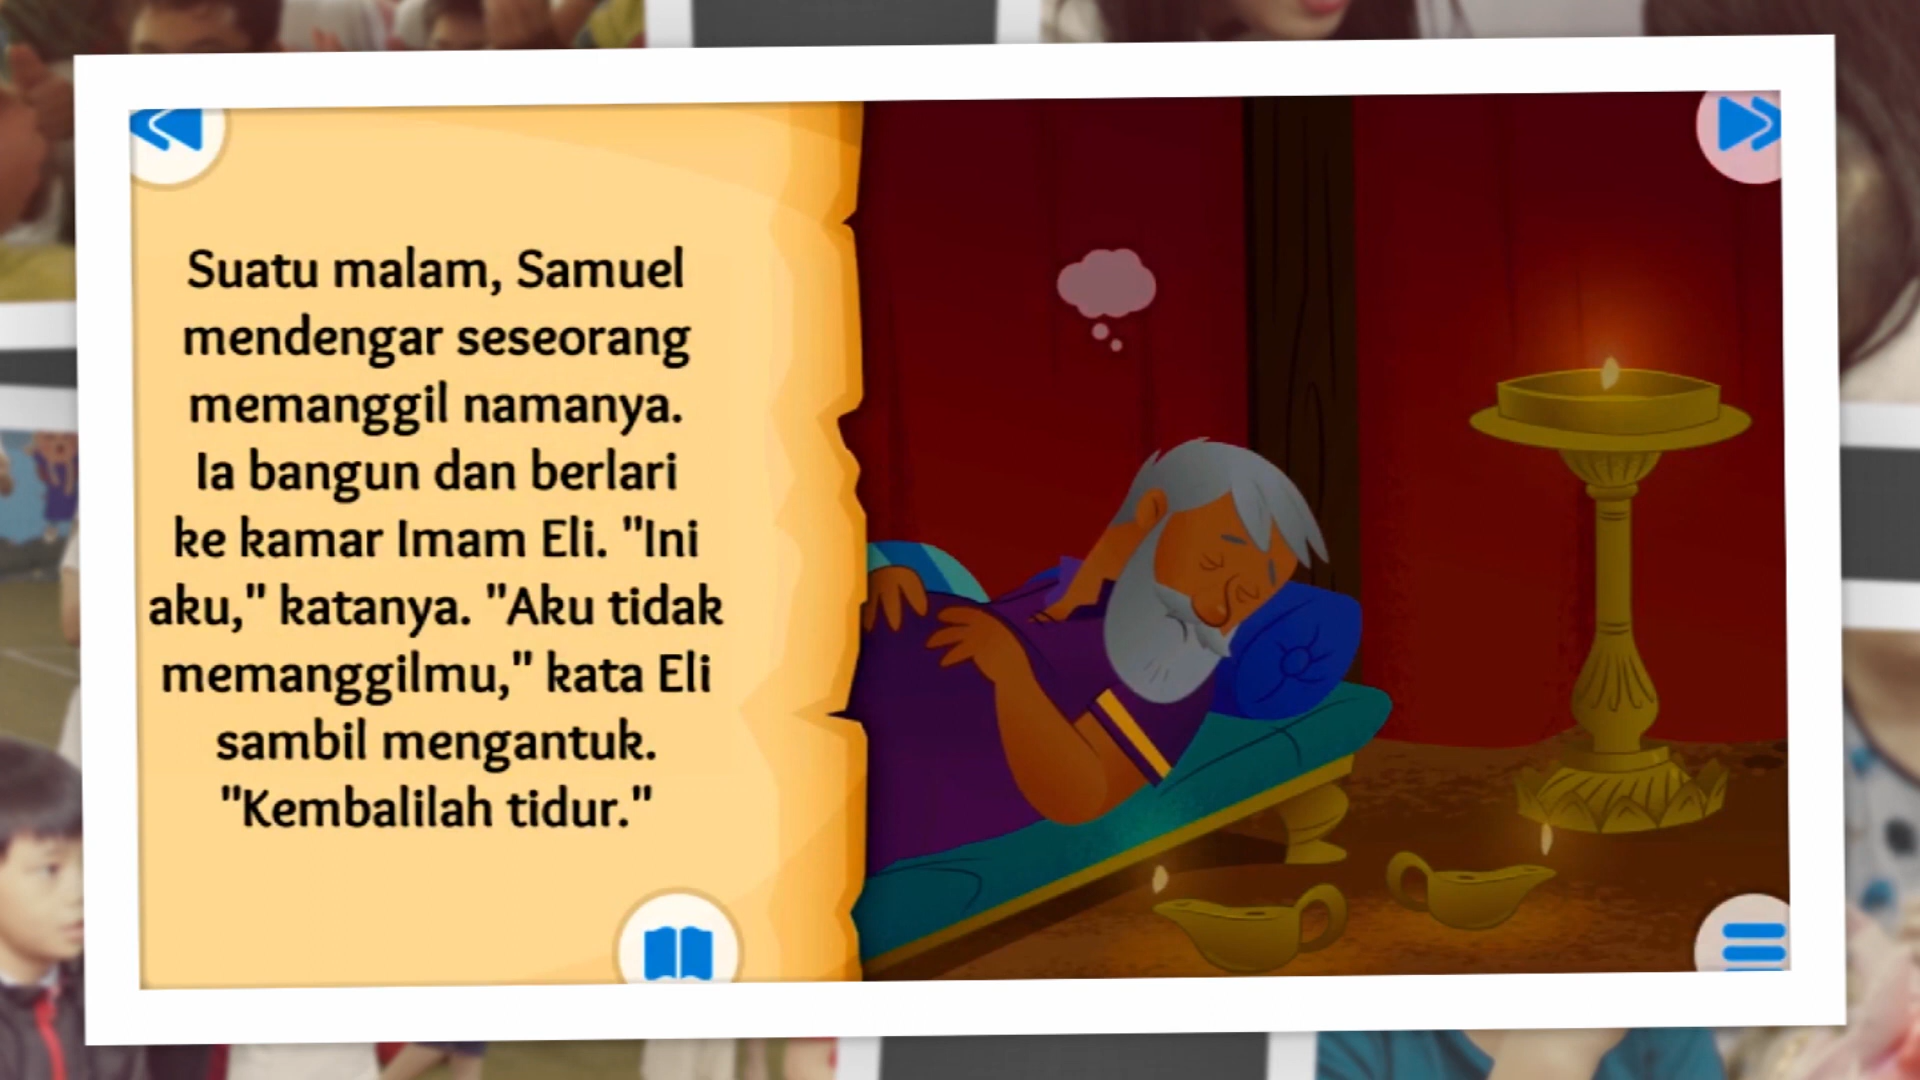 Suatu malam, Samuel
mendengar seseorang
memanggil namanya.
Ia bangun dan berlari
ke kamar Imam Eli. "Ini
aku," katanya. "Aku tidak
memanggilmu," kata Eli
sambil mengantuk.
"Kembalilah tidur."